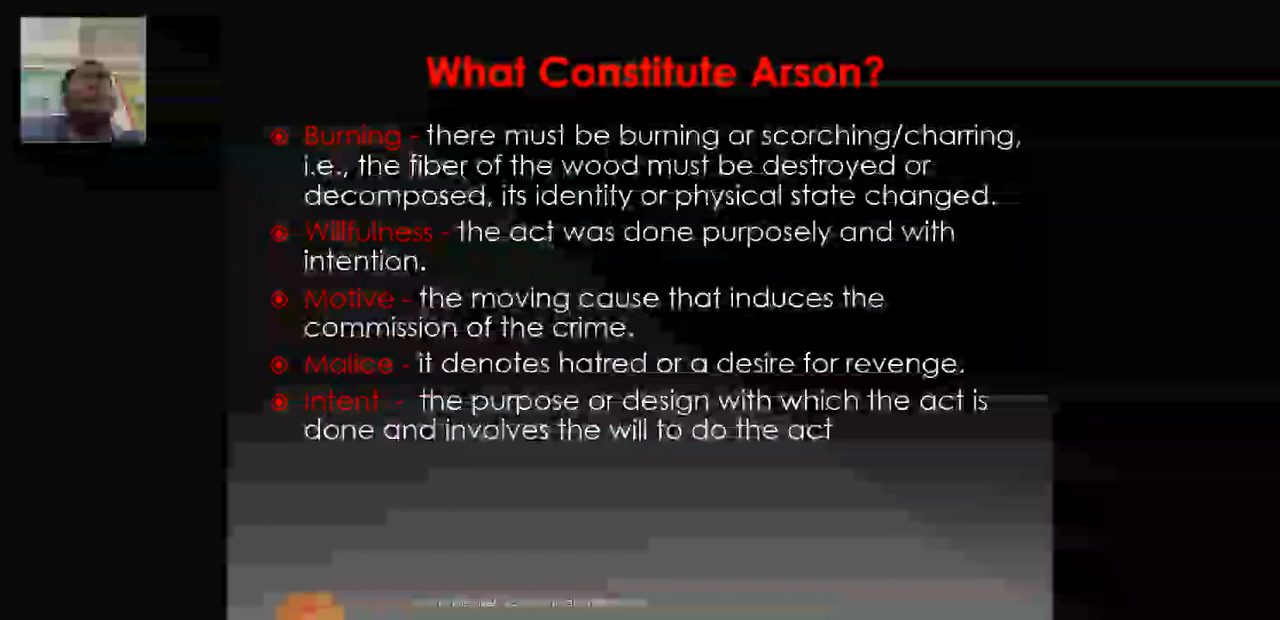 What Constitute Arson?
Burning - there must be burning or scorching/charring,
i.e., the fiber of the wood must be destroyed or
decomposed, its identity or physical state changed.
Willfulness - the act was done purposely and with
intention.
Motive - the moving cause that induces the
commission of the crime.
Malice - it denotes hatred or a desire for revenge.
Intent - the purpose or design with which the act is
done and involves the will to do the act